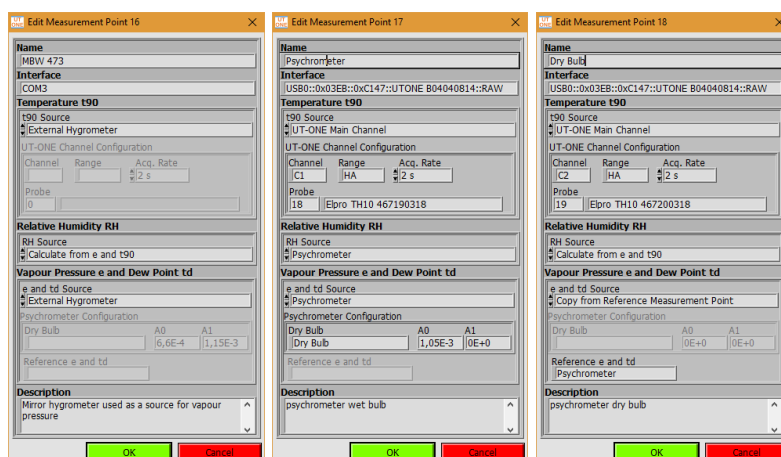 UT
ONE
Edit Measurement Point 16
Name
MBW 473
Interface
COM3
Temperature t90
t90 Source
External Hygrometer
UT-ONE Channel Configuration
Channel Range Acq. Rate
2 s
Probe
0
Relative Humidity RH
RH Source
Calculate from e and t90
Vapour Pressure e and Dew Point td
e and td Source
External Hygrometer
Psychrometer Configuration
Dry Bulb A0 A1
6,6E-4 1,15E-3
Reference e and td
Description
Mirror hygrometer used as a source for vapour
pressure
OK Cancel
UT
ONE
Edit Measurement Point 17
Name
Psychrometer
Interface
USB0::0x03EB::0xC147::UTONE B04040814::RAW
Temperature t90
t90 Source
UT-ONE Main Channel
UT-ONE Channel Configuration
Channel Range Acq. Rate
C1 HA 2 s
Probe
18 Elpro TH10 467190318
Relative Humidity RH
RH Source
Psychrometer
Vapour Pressure e and Dew Point td
e and td Source
Psychrometer
Psychrometer Configuration
Dry Bulb A0 A1
Dry Bulb 1,05E-3 0E+0
Reference e and td
Description
psychrometer wet bulb
OK Cancel
UT
ONE
Edit Measurement Point 18
Name
Dry Bulb
Interface
USB0::0x03EB::0xC147::UTONE B04040814::RAW
Temperature t90
t90 Source
UT-ONE Main Channel
UT-ONE Channel Configuration
Channel Range Acq. Rate
C2 HA 2 s
Probe
19 Elpro TH10 467200318
Relative Humidity RH
RH Source
Calculate from e and t90
Vapour Pressure e and Dew Point td
e and td Source
Copy from Reference Measurement Point
Psychrometer Configuration
Dry Bulb A0 A1
0E+0 0E+0
Reference e and td
Psychrometer
Description
psychrometer dry bulb
OK Cancel